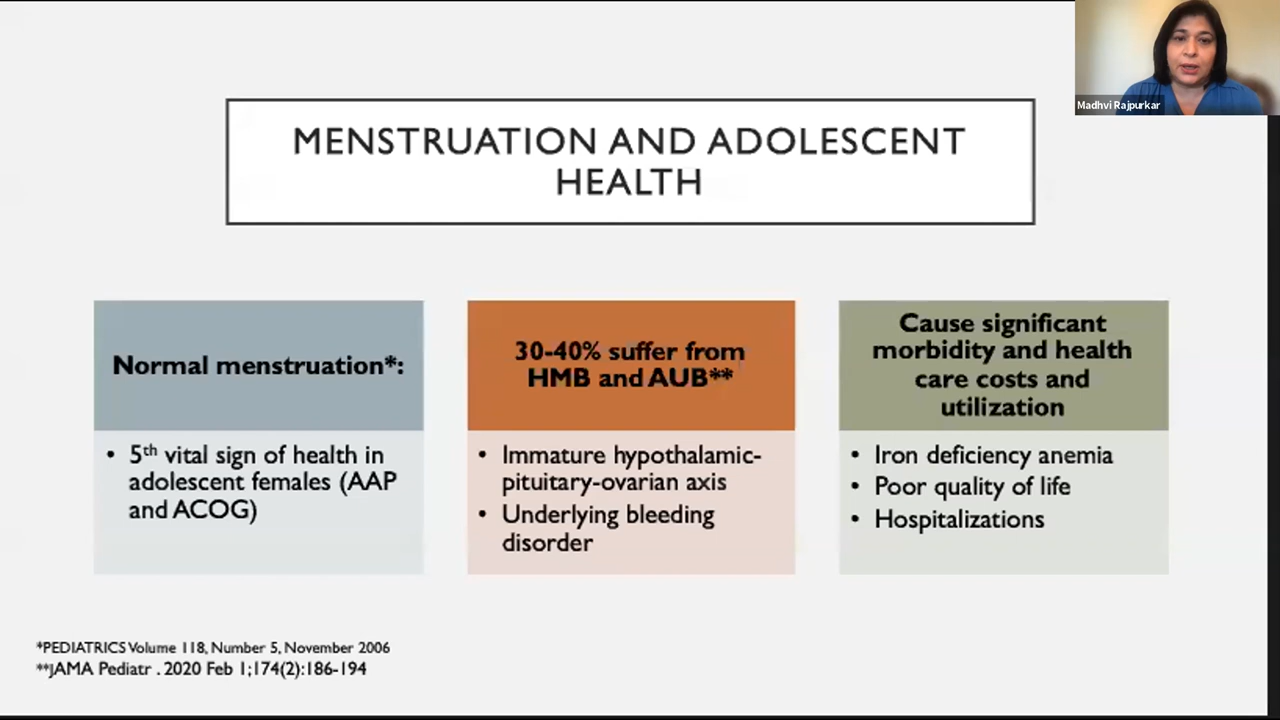 Madhvi Rajpurkar
MENSTRUATION AND ADOLESCENT
HEALTH
Normal menstruation*:
• 5th vital sign of health in
adolescent females (AAP
and ACOG)
30-40% suffer from
HMB and AUB**
• Immature hypothalamic-
pituitary-ovarian axis
• Underlying bleeding
disorder
Cause significant
morbidity and health
care costs and
utilization
• Iron deficiency anemia
• Poor quality of life
• Hospitalizations
*PEDIATRICS Volume 118, Number 5, November 2006
**JAMA Pediatr . 2020 Feb 1;174(2):186-194